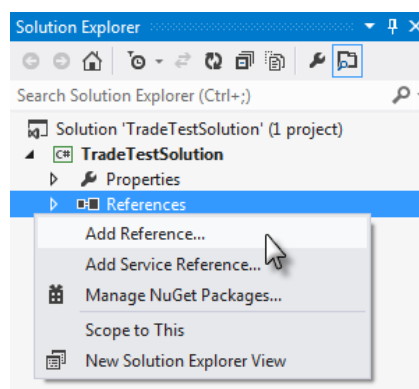 Solution Explorer
Search Solution Explorer (Ctrl+;)
Solution 'TradeTestSolution' (1 project)
C# TradeTestSolution
Properties
References
Add Reference...
Add Service Reference...
Manage NuGet Packages...
Scope to This
New Solution Explorer View